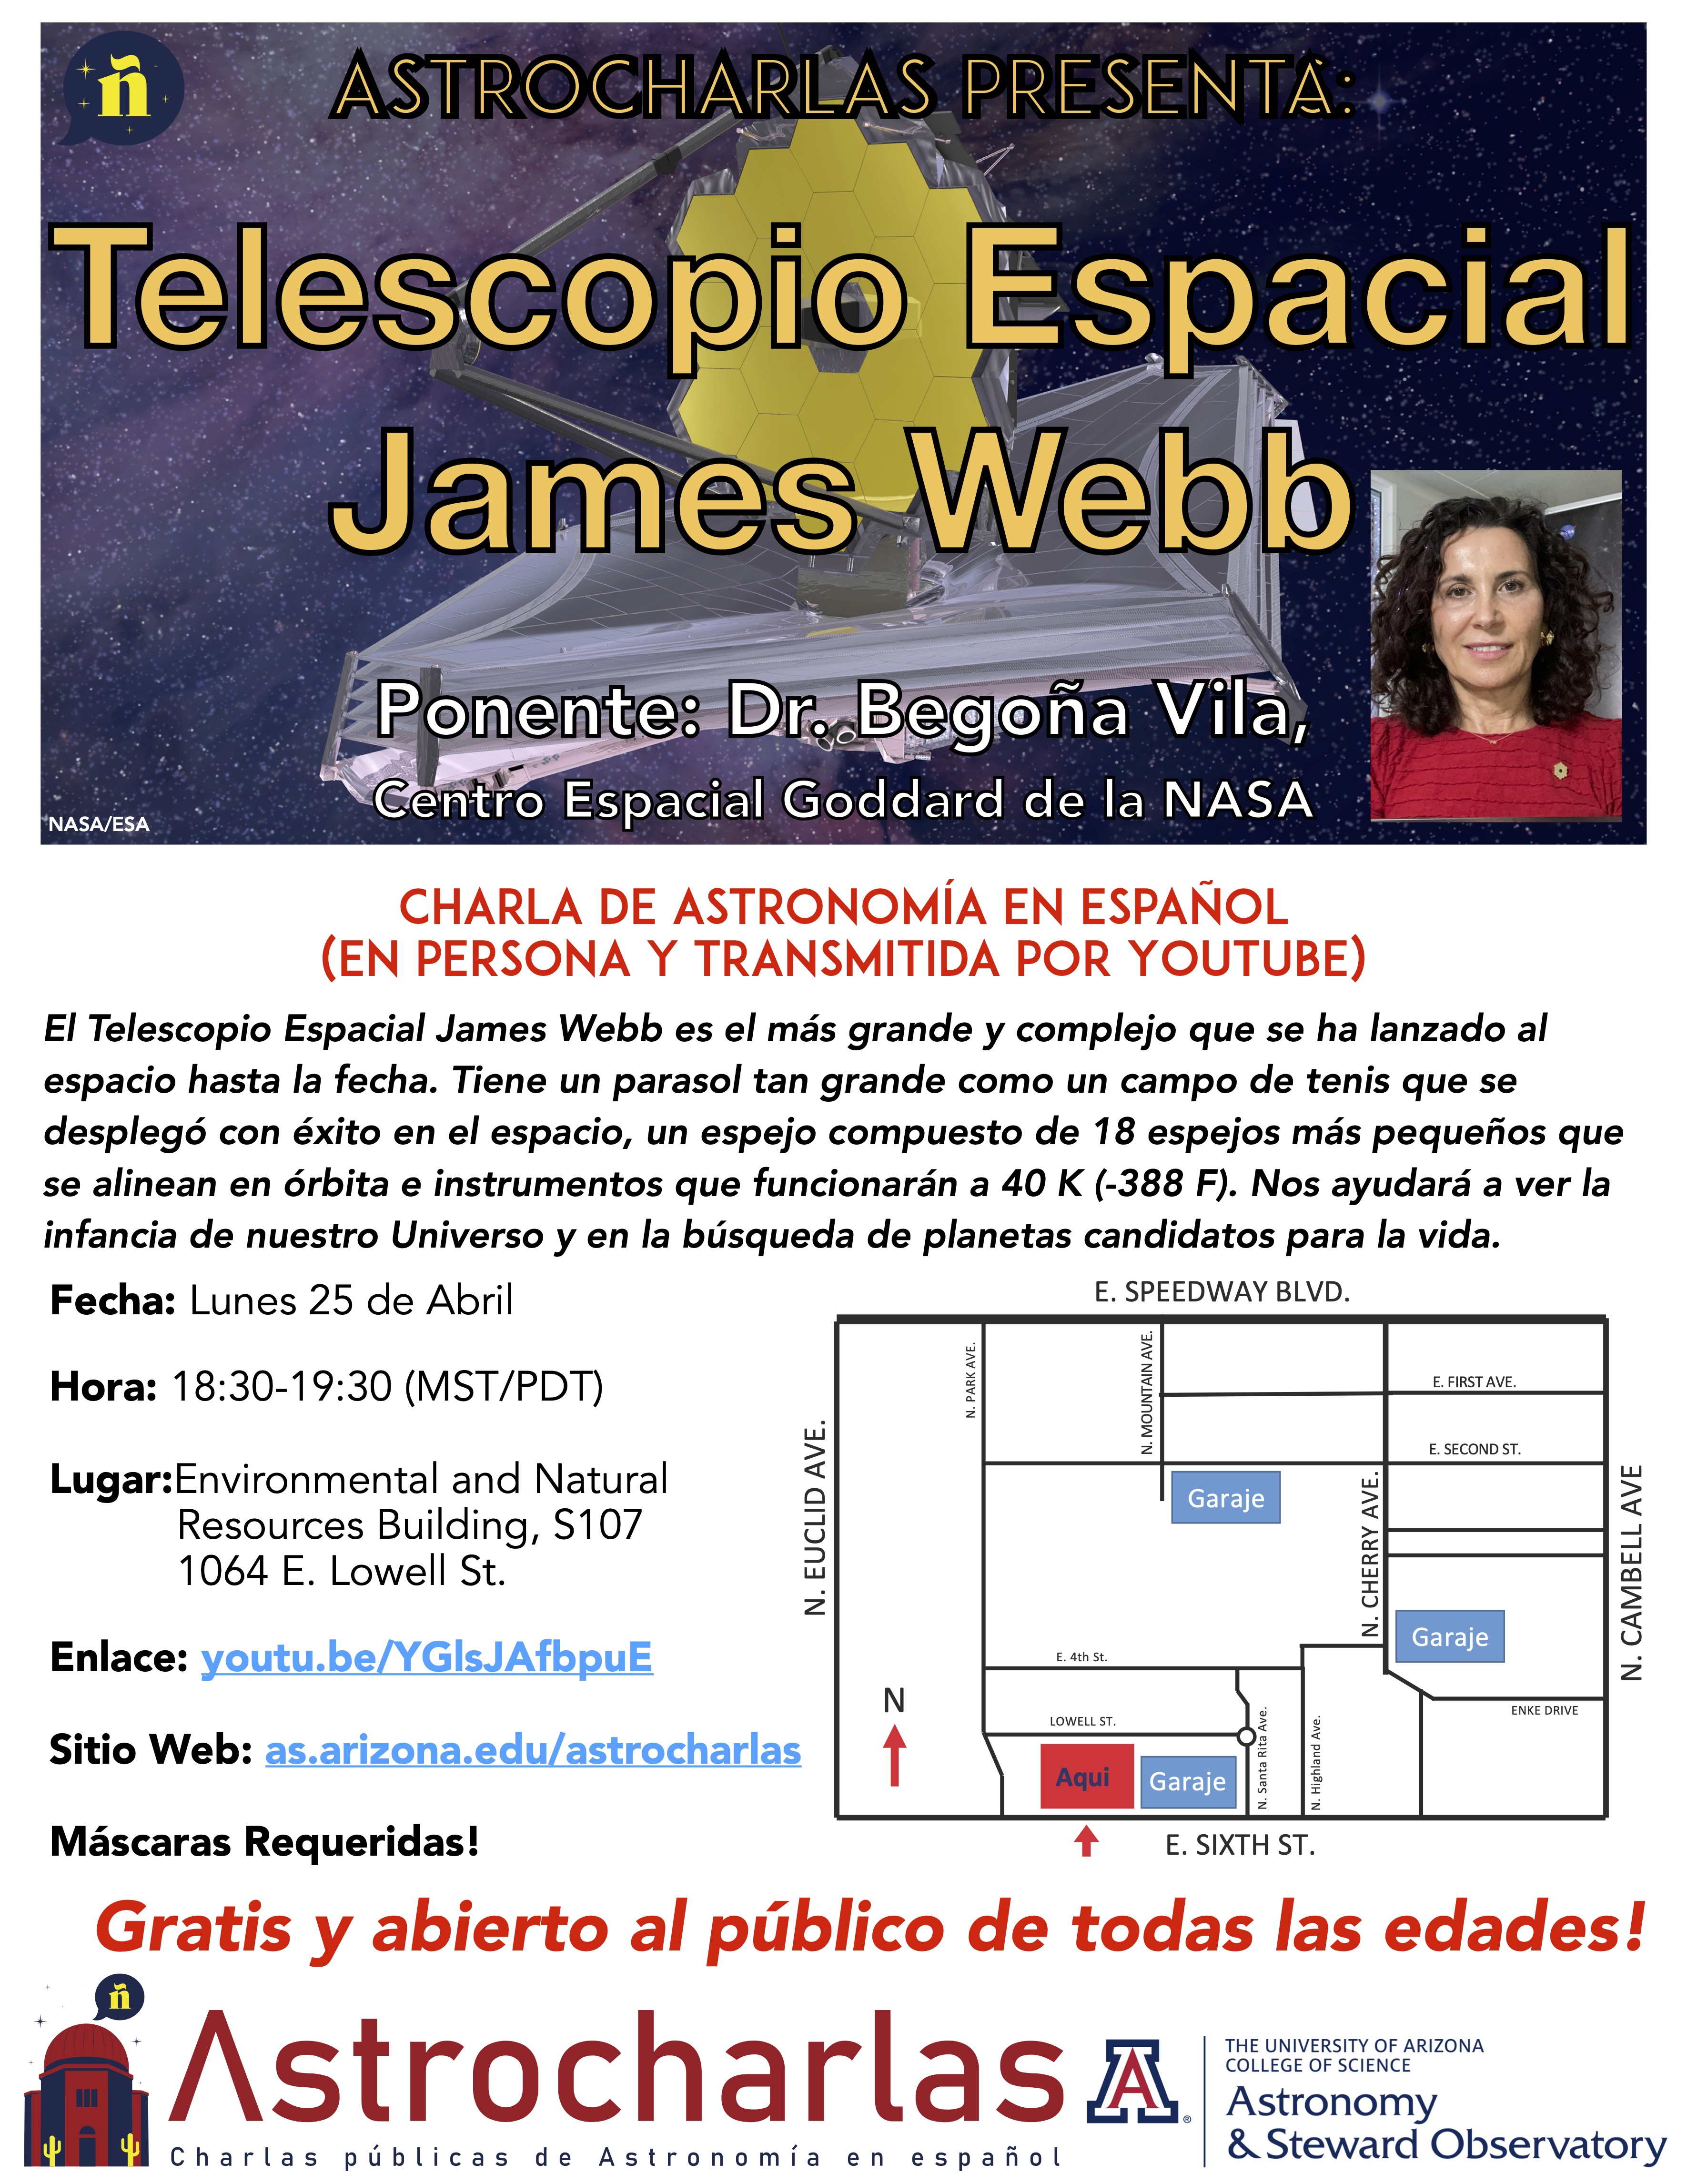 ñ
ASTROCHARLAS PRESENTA:
Telescopio Espacial
James Webb
Ponente: Dr. Begoña Vila,
Centro Espacial Goddard de la NASA
NASA/ESA
CHARLA DE ASTRONOMÍA EN ESPAÑOL
(EN PERSONA Y TRANSMITIDA POR YOUTUBE)
El Telescopio Espacial James Webb es el más grande y complejo que se ha lanzado al
espacio hasta la fecha. Tiene un parasol tan grande como un campo de tenis que se
desplegó con éxito en el espacio, un espejo compuesto de 18 espejos más pequeños que
se alinean en órbita e instrumentos que funcionarán a 40 K (-388 F). Nos ayudará a ver la
infancia de nuestro Universo y en la búsqueda de planetas candidatos para la vida.
Fecha: Lunes 25 de Abril
Hora: 18:30-19:30 (MST/PDT)
Lugar:Environmental and Natural
Resources Building, S107
1064 E. Lowell St.
Enlace: youtu.be/YGlsJAfbpuE
Sitio Web: as.arizona.edu/astrocharlas
Máscaras Requeridas!
E. SPEEDWAY BLVD.
N. EUCLID AVE.
N. PARK AVE.
N. MOUNTAIN AVE.
E. FIRST AVE.
E. SECOND ST.
Garaje
N. CHERRY AVE.
N. CAMBELL AVE
Garaje
E. 4th St.
ENKE DRIVE
N
LOWELL ST.
N. Santa Rita Ave.
N. Highland Ave.
Aqui
Garaje
E. SIXTH ST.
Gratis y abierto al público de todas las edades!
ñ
Astrocharlas
Charlas públicas de Astronomía en español
A
®
THE UNIVERSITY OF ARIZONA
COLLEGE OF SCIENCE
Astronomy
& Steward Observatory